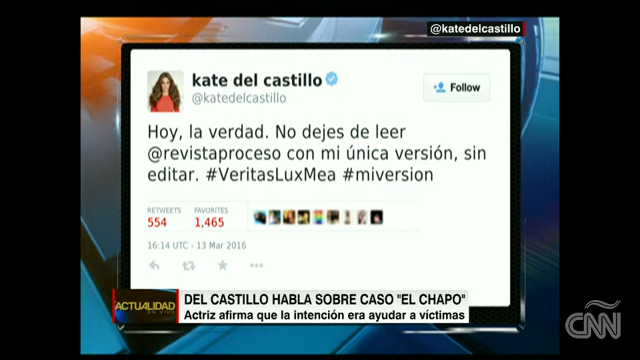 @katedelcastillo
kate del castillo
@katedelcastillo
Follow
Hoy, la verdad. No dejes de leer
@revistaproceso con mi única versión, sin
editar. #VeritasLuxMea #miversion
RETWEETS FAVORITES
554 1,465
16:14 UTC - 13 Mar 2016
ACTUALIDAD
EN VIVO
DEL CASTILLO HABLA SOBRE CASO "EL CHAPO"
Actriz afirma que la intención era ayudar a víctimas
CNN